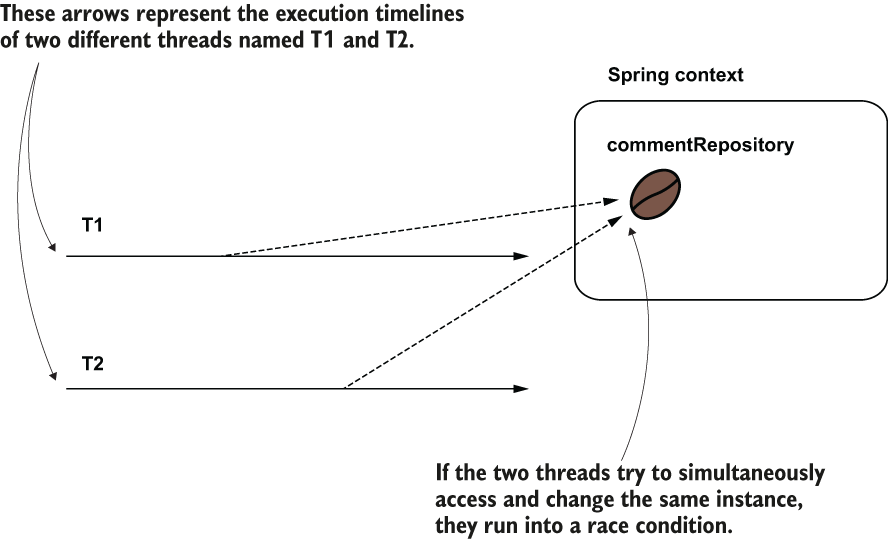 These arrows represent the execution timelines
of two different threads named T1 and T2.
Spring context
commentRepository
T1
T2
If the two threads try to simultaneously
access and change the same instance,
they run into a race condition.